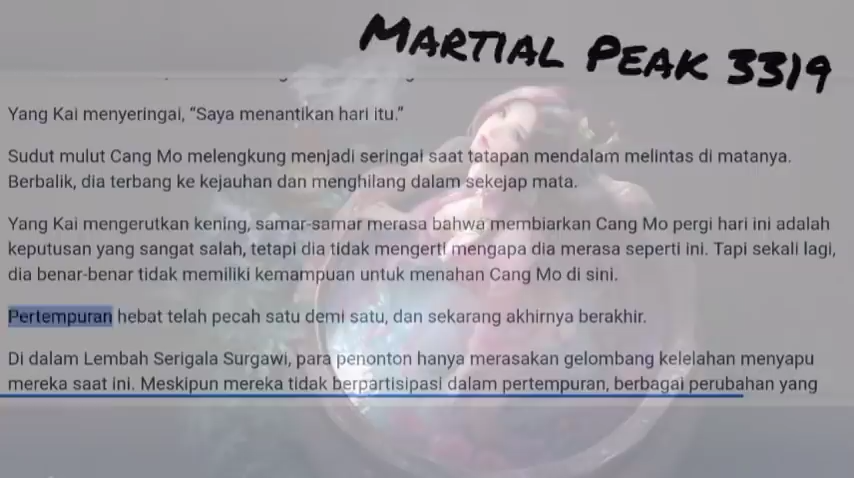 MARTIAL PEAK 3319
Yang Kai menyeringai, “Saya menantikan hari itu.”
Sudut mulut Cang Mo melengkung menjadi seringai saat tatapan mendalam melintas di matanya.
Berbalik, dia terbang ke kejauhan dan menghilang dalam sekejap mata.
Yang Kai mengerutkan kening, samar-samar merasa bahwa membiarkan Cang Mo pergi hari ini adalah
keputusan yang sangat salah, tetapi dia tidak mengerti mengapa dia merasa seperti ini. Tapi sekali lagi,
dia benar-benar tidak memiliki kemampuan untuk menahan Cang Mo di sini.
Pertempuran hebat telah pecah satu demi satu, dan sekarang akhirnya berakhir.
Di dalam Lembah Serigala Surgawi, para penonton hanya merasakan gelombang kelelahan menyapu
mereka saat ini. Meskipun mereka tidak berpartisipasi dalam pertempuran, berbagai perubahan yang